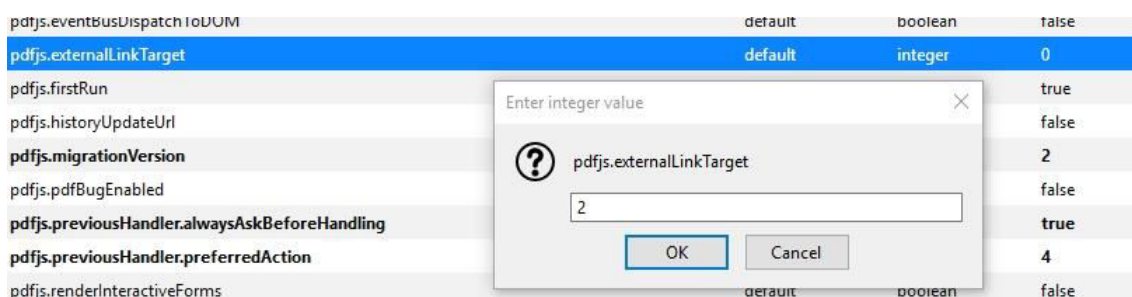 pdfjs.eventBusDispatchToDOM default boolean false
pdfjs.externalLinkTarget default integer 0
pdfjs.firstRun true
pdfjs.historyUpdateUrl false
pdfjs.migrationVersion 2
pdfjs.pdfBugEnabled false
pdfjs.previousHandler.alwaysAskBeforeHandling true
pdfjs.previousHandler.preferredAction 4
pdfjs.renderInteractiveForms default boolean false
Enter integer value
pdfjs.externalLinkTarget
2
OK Cancel